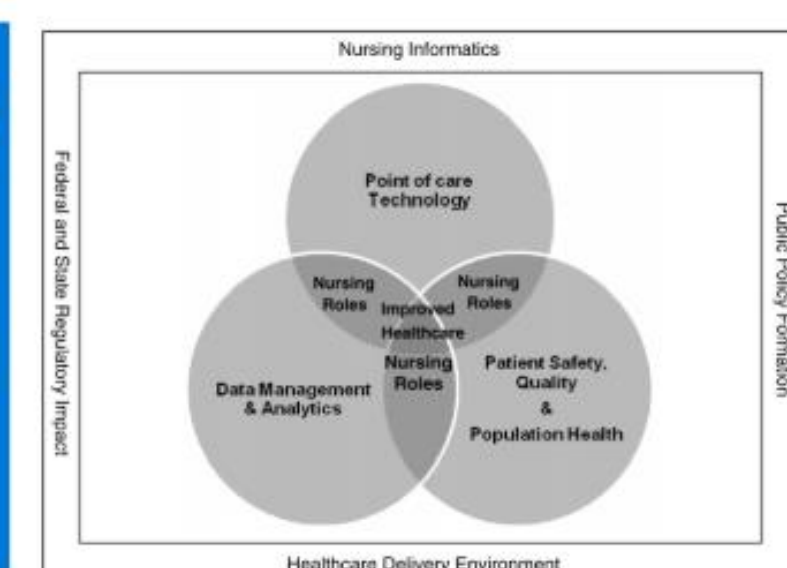 Nursing Informatics
Federal and State Regulatory Impact
Public Policy Formation
Point of care
Technology
Nursing
Roles
Nursing
Roles
Improved
Healthcare
Nursing
Roles
Data Management
& Analytics
Patient Safety.
Quality
&
Population Health
Healthcare Delivery Environment